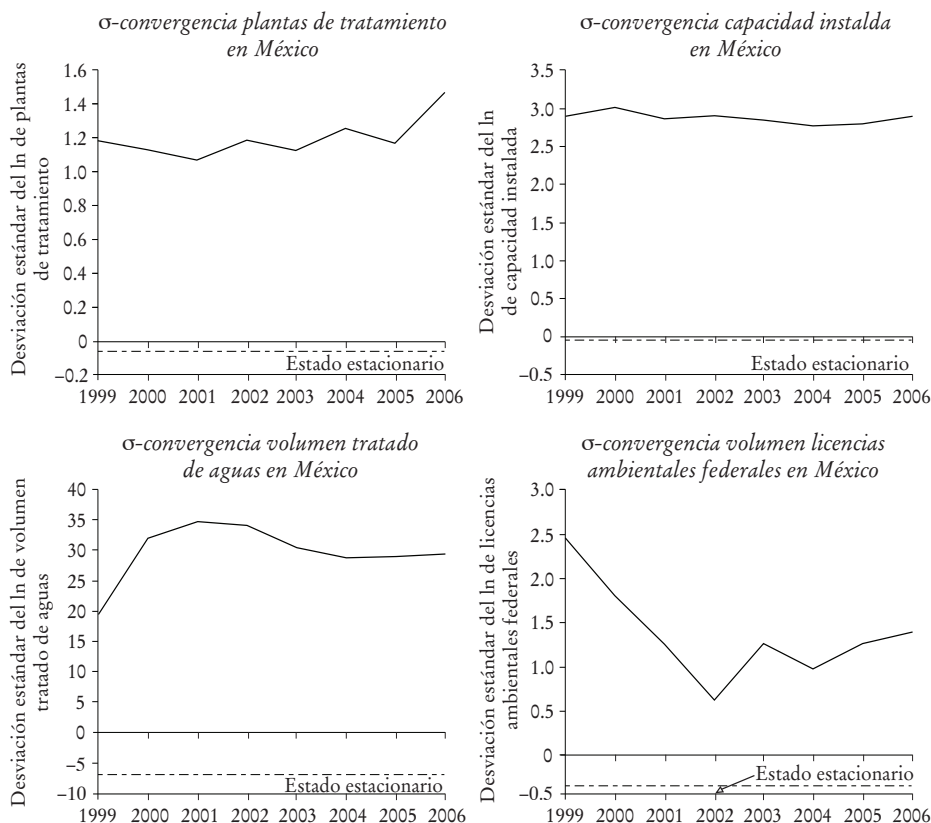 σ-convergencia plantas de tratamiento
en México
Desviación estándar del ln de plantas
de tratamiento
1.6
1.4
1.2
1.0
0.8
0.6
0.4
0.2
0
−0.2
Estado estacionario
1999 2000 2001 2002 2003 2004 2005 2006
σ-convergencia capacidad instalda
en México
Desviación estándar del ln
de capacidad instalada
3.5
3.0
2.5
2.0
1.5
1.0
0.5
0
−0.5
Estado estacionario
1999 2000 2001 2002 2003 2004 2005 2006
σ-convergencia volumen tratado
de aguas en México
Desviación estándar del ln de volumen
tratado de aguas
40
35
30
25
20
15
10
5
0
−5
−10
Estado estacionario
1999 2000 2001 2002 2003 2004 2005 2006
σ-convergencia volumen licencias
ambientales federales en México
Desviación estándar del ln de licencias
ambientales federales
3.0
2.5
2.0
1.5
1.0
0.5
0
−0.5
Estado estacionario
1999 2000 2001 2002 2003 2004 2005 2006